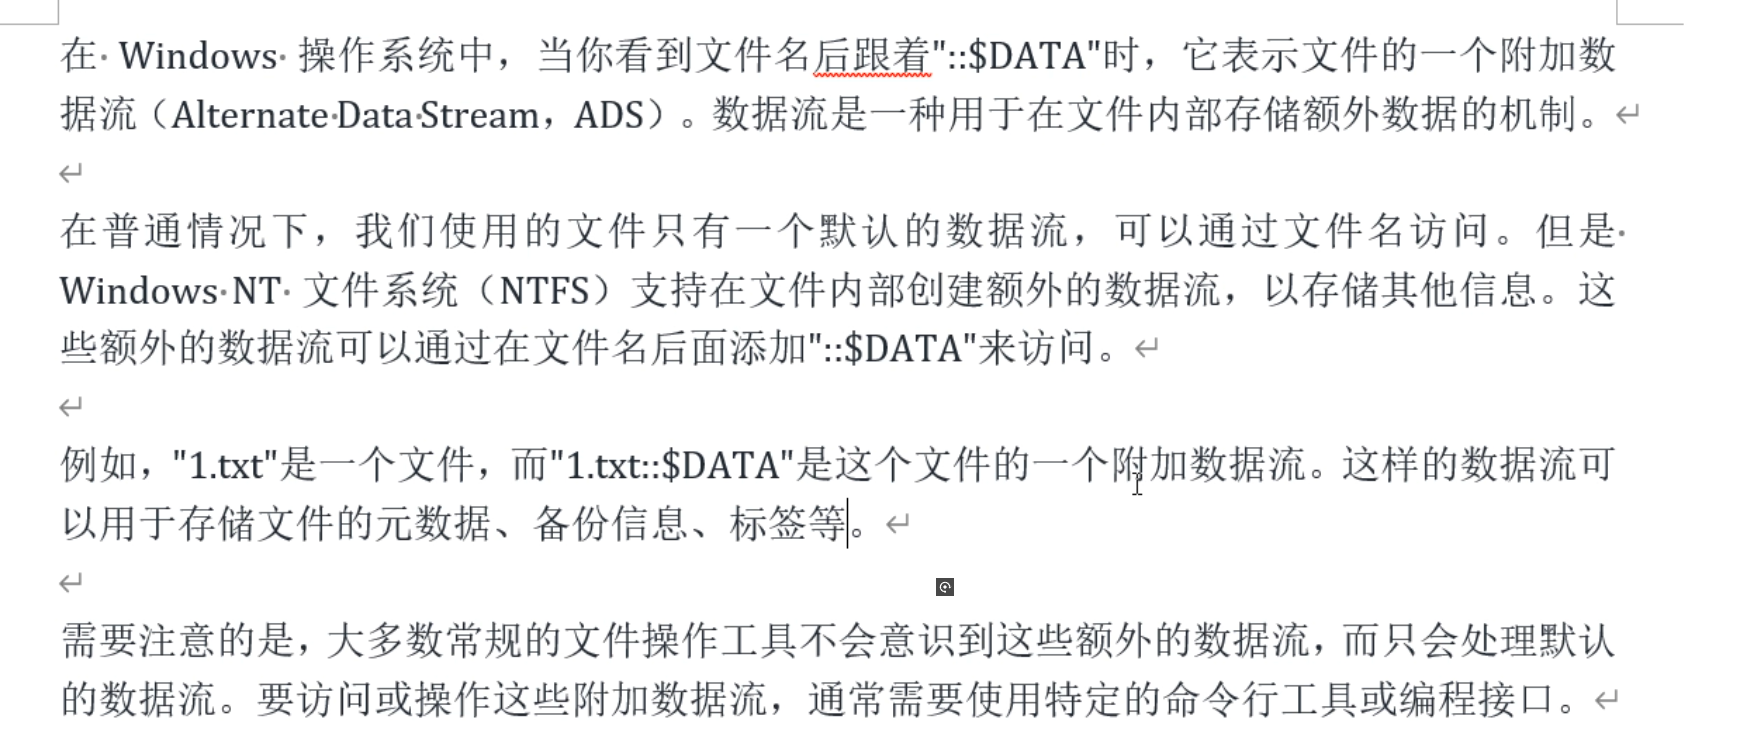 在 Windows 操作系统中，当你看到文件名后跟着"::$DATA"时，它表示文件的一个附加数
据流（Alternate Data Stream，ADS）。数据流是一种用于在文件内部存储额外数据的机制。
在普通情况下，我们使用的文件只有一个默认的数据流，可以通过文件名访问。但是
Windows NT 文件系统（NTFS）支持在文件内部创建额外的数据流，以存储其他信息。这
些额外的数据流可以通过在文件名后面添加"::$DATA"来访问。
例如，"1.txt"是一个文件，而"1.txt::$DATA"是这个文件的一个附加数据流。这样的数据流可
以用于存储文件的元数据、备份信息、标签等。
需要注意的是，大多数常规的文件操作工具不会意识到这些额外的数据流，而只会处理默认
的数据流。要访问或操作这些附加数据流，通常需要使用特定的命令行工具或编程接口。